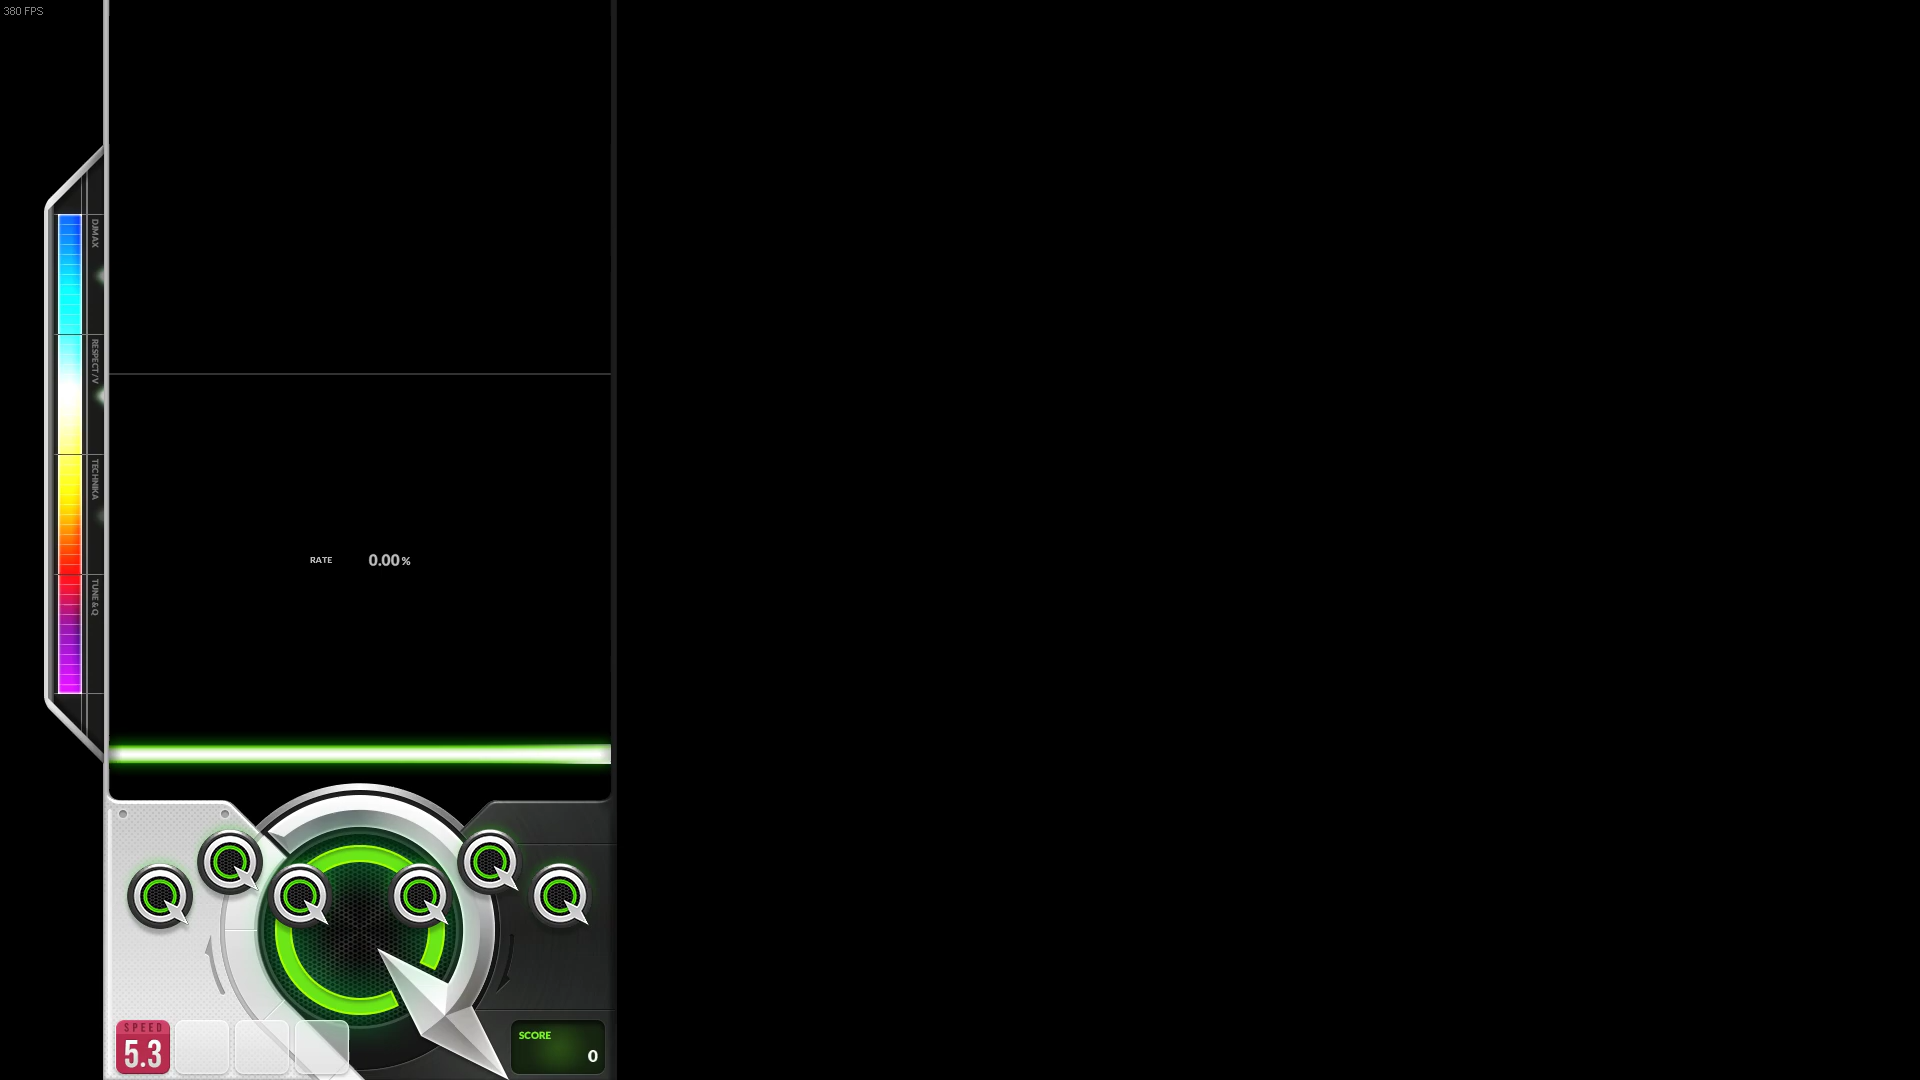 380 FPS
DJMAX
RESPECT/V
TECHNIKA
TUNE & Q
RATE 0.00%
SPEED
5.3
SCORE
0